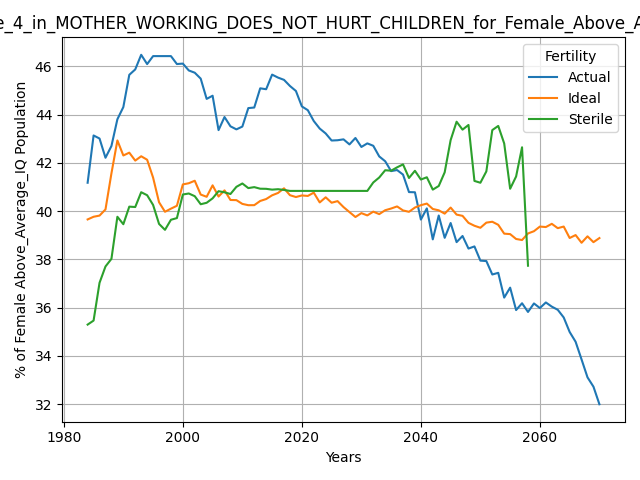 e_4_in_MOTHER_WORKING_DOES_NOT_HURT_CHILDREN_for_Female_Above_A
Fertility
Actual
Ideal
Sterile
% of Female Above_Average_IQ Population
46
44
42
40
38
36
34
32
1980
2000
2020
2040
2060
Years